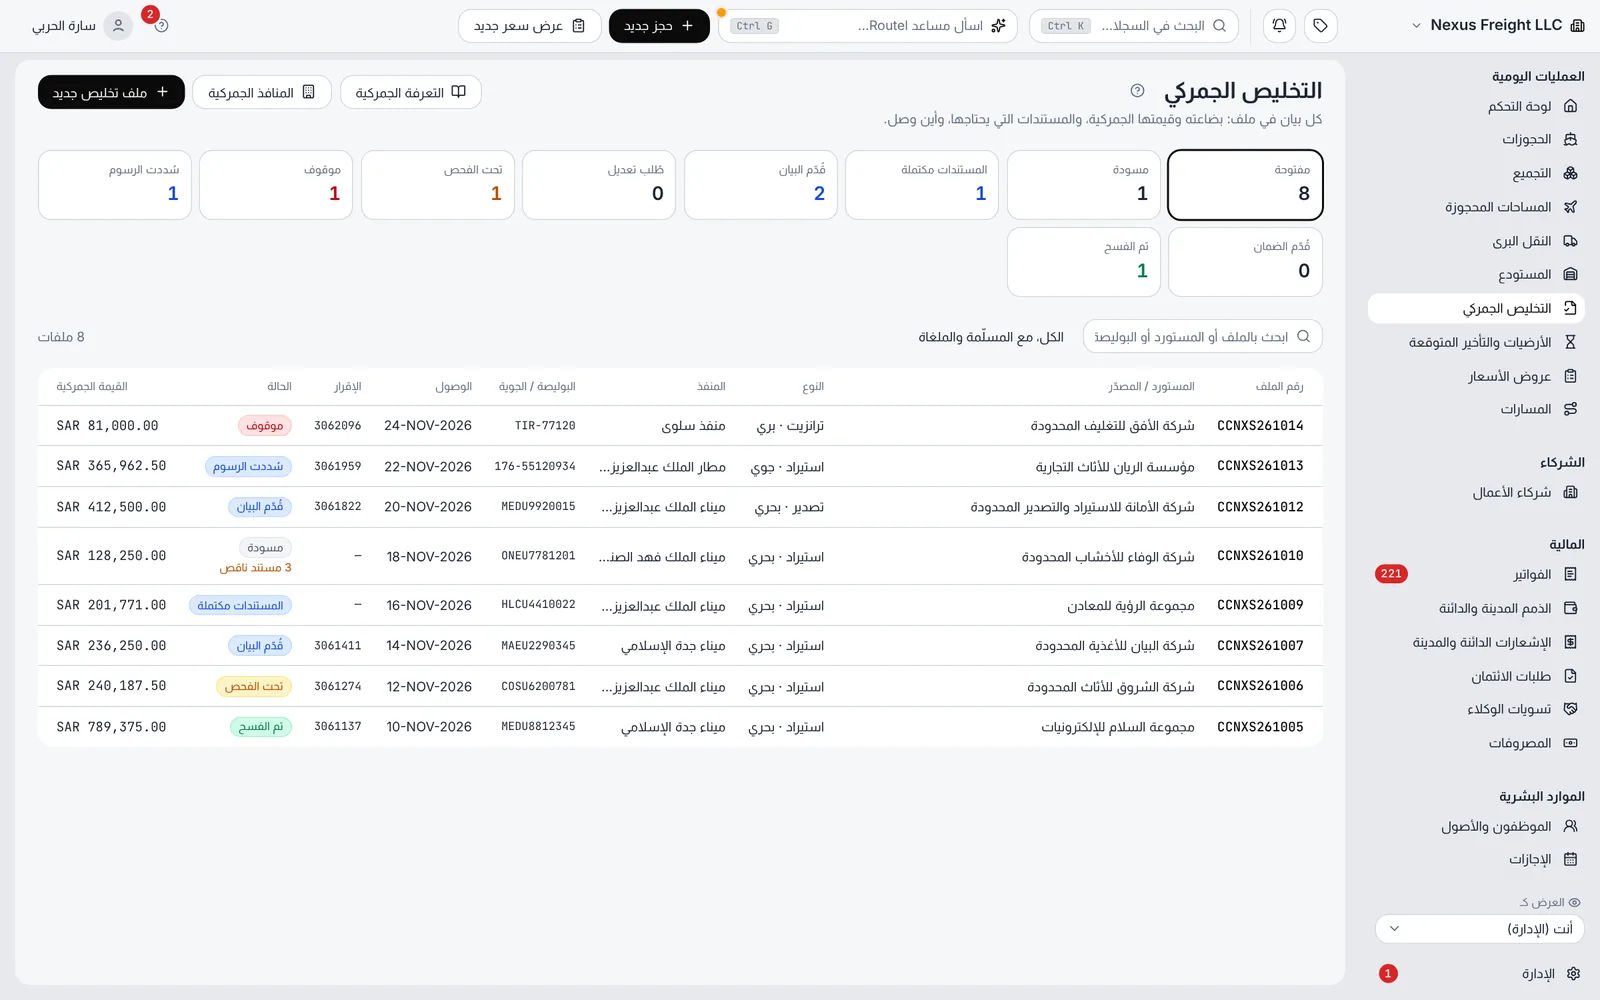 Nexus Freight LLC
البحث في السجلا... Ctrl K
اسأل مساعد Routel... Ctrl G
حجز جديد
عرض سعر جديد
2
سارة الحربي
العمليات اليومية
لوحة التحكم
الحجوزات
التجميع
المساحات المحجوزة
النقل البري
المستودع
التخليص الجمركي
الأرضيات والتأخير المتوقعة
عروض الأسعار
المسارات
الشركاء
شركاء الأعمال
المالية
الفواتير 221
الذمم المدينة والدائنة
الإشعارات الدائنة والمدينة
طلبات الائتمان
تسويات الوكلاء
المصروفات
الموارد البشرية
الموظفون والأصول
الإجازات
العرض كـ
أنت (الإدارة)
الإدارة 1
التخليص الجمركي
كل بيان في ملف: بضاعته وقيمتها الجمركية، والمستندات التي يحتاجها، وأين وصل.
التعرفة الجمركية
المنافذ الجمركية
ملف تخليص جديد
مفتوحة
8
مسودة
1
المستندات مكتملة
1
قُدّم البيان
2
طُلب تعديل
0
تحت الفحص
1
موقوف
1
سُددت الرسوم
1
قُدّم الضمان
0
تم الفسح
1
ابحث بالملف أو المستورد أو البوليصة
الكل، مع المسلّمة والملغاة
8 ملفات
رقم الملف المستورد / المصدّر النوع المنفذ البوليصة / الجوية الوصول الإقرار الحالة القيمة الجمركية
CCNXS261014 شركة الأفق للتغليف المحدودة ترانزيت · بري منفذ سلوى TIR-77120 24-NOV-2026 3062096 موقوف SAR 81,000.00
CCNXS261013 مؤسسة الريان للأثاث التجارية استيراد · جوي مطار الملك عبدالعزيز... 176-55120934 22-NOV-2026 3061959 سُددت الرسوم SAR 365,962.50
CCNXS261012 شركة الأمانة للاستيراد والتصدير المحدودة تصدير · بحري ميناء الملك عبدالعزيز... MEDU9920015 20-NOV-2026 3061822 قُدّم البيان SAR 412,500.00
CCNXS261010 شركة الوفاء للأخشاب المحدودة استيراد · بحري ميناء الملك فهد الصنـ... ONEU7781201 18-NOV-2026 – مسودة SAR 128,250.00
3 مستند ناقص
CCNXS261009 مجموعة الرؤية للمعادن استيراد · بحري ميناء الملك عبدالعزيز... HLCU4410022 16-NOV-2026 – المستندات مكتملة SAR 201,771.00
CCNXS261007 شركة البيان للأغذية المحدودة استيراد · بحري ميناء جدة الإسلامي MAEU2290345 14-NOV-2026 3061411 قُدّم البيان SAR 236,250.00
CCNXS261006 شركة الشروق للأثاث المحدودة استيراد · بحري ميناء الملك عبدالعزيز... COSU6200781 12-NOV-2026 3061274 تحت الفحص SAR 240,187.50
CCNXS261005 مجموعة السلام للإلكترونيات استيراد · بحري ميناء جدة الإسلامي MEDU8812345 10-NOV-2026 3061137 تم الفسح SAR 789,375.00